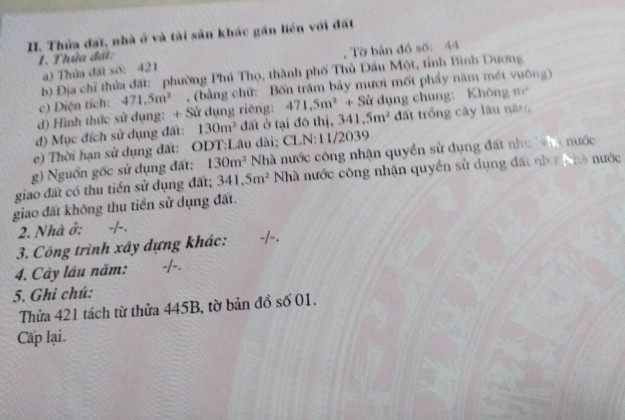 II. Thửa đất, nhà ở và tài sản khác gắn liền với đất
1. Thửa đất:
a) Thửa đất số: 421 , Tờ bản đồ số: 44
b) Địa chỉ thửa đất: phường Phú Thọ, thành phố Thủ Dầu Một, tỉnh Bình Dương
c) Diện tích: 471,5m² , (bằng chữ: Bốn trăm bảy mươi mốt phẩy năm mét vuông)
d) Hình thức sử dụng: + Sử dụng riêng: 471,5m² + Sử dụng chung: Không m²
đ) Mục đích sử dụng đất: 130m² đất ở tại đô thị, 341,5m² đất trồng cây lâu năm
e) Thời hạn sử dụng đất: ODT:Lâu dài; CLN:11/2039
g) Nguồn gốc sử dụng đất: 130m² Nhà nước công nhận quyền sử dụng đất như nước
giao đất có thu tiền sử dụng đất; 341,5m² Nhà nước công nhận quyền sử dụng đất như Nhà nước
giao đất không thu tiền sử dụng đất.
2. Nhà ở: -/-.
3. Công trình xây dựng khác: -/-.
4. Cây lâu năm: -/-.
5. Ghi chú:
Thửa 421 tách từ thửa 445B, tờ bản đồ số 01.
Cấp lại.